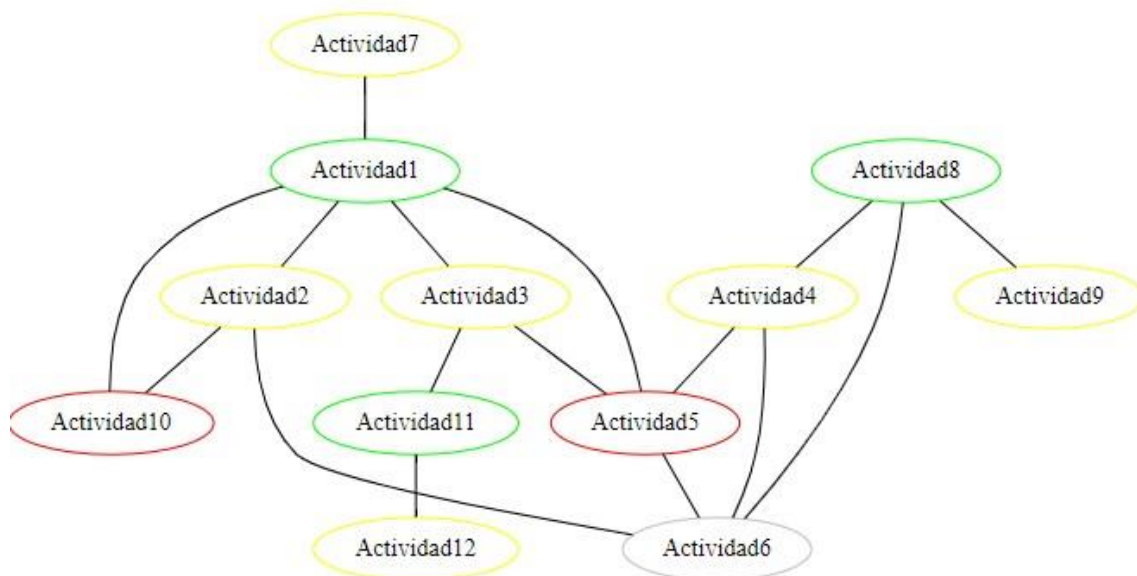 Actividad7
Actividad1
Actividad8
Actividad2
Actividad3
Actividad4
Actividad9
Actividad10
Actividad11
Actividad5
Actividad12
Actividad6